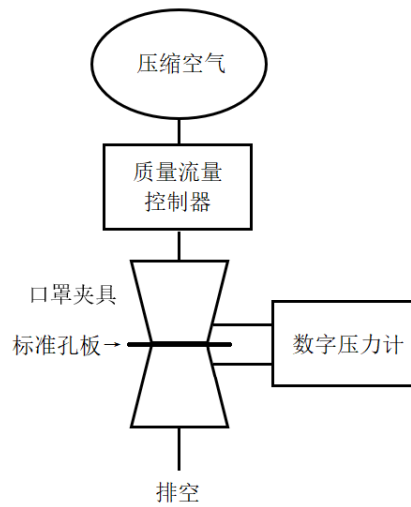 压缩空气
质量流量
控制器
口罩夹具
标准孔板→
数字压力计
排空